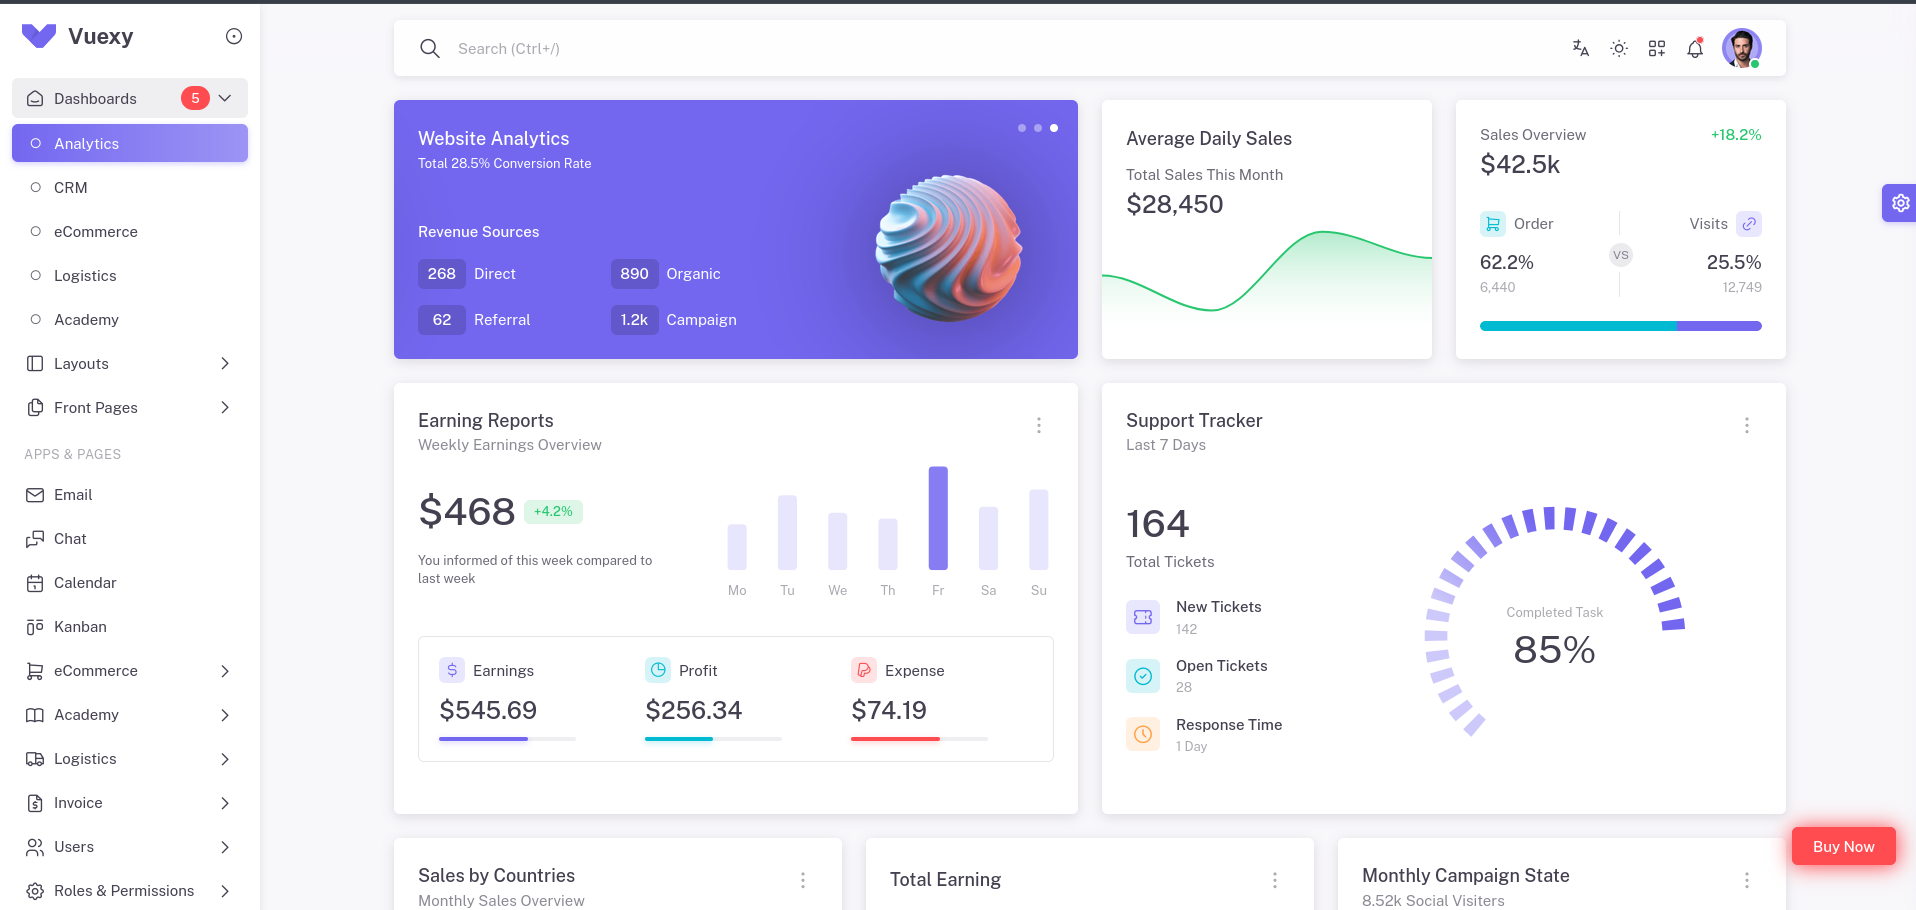 Vuexy
Dashboards 5
Analytics
CRM
eCommerce
Logistics
Academy
Layouts
Front Pages
APPS & PAGES
Email
Chat
Calendar
Kanban
eCommerce
Academy
Logistics
Invoice
Users
Roles & Permissions
Search (Ctrl+/)
Website Analytics
Total 28.5% Conversion Rate
Revenue Sources
268 Direct
890 Organic
62 Referral
1.2k Campaign
Average Daily Sales
Total Sales This Month
$28,450
Sales Overview +18.2%
$42.5k
Order Visits
VS
62.2% 25.5%
6,440 12,749
Earning Reports
Weekly Earnings Overview
$468 +4.2%
You informed of this week compared to
last week
Mo Tu We Th Fr Sa Su
Earnings Profit Expense
$545.69 $256.34 $74.19
Support Tracker
Last 7 Days
164
Total Tickets
New Tickets
142
Open Tickets
28
Response Time
1 Day
Completed Task
85%
Buy Now
Sales by Countries
Monthly Sales Overview
Total Earning
Monthly Campaign State
8.52k Social Visiters